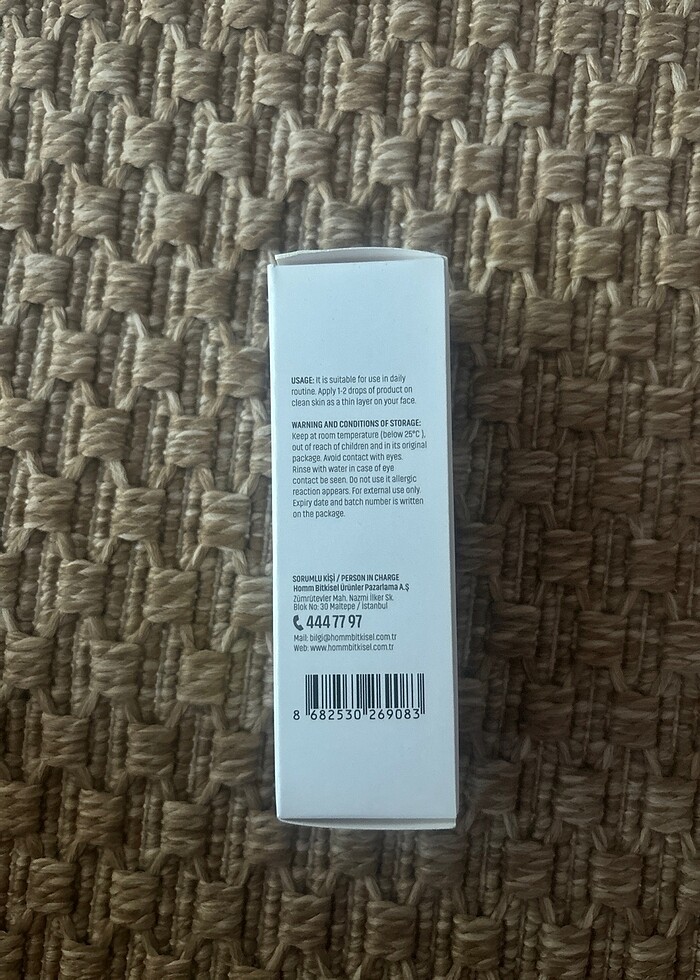 USAGE: It is suitable for use in daily
routine. Apply 1-2 drops of product on
clean skin as a thin layer on your face.
WARNING AND CONDITIONS OF STORAGE:
Keep at room temperature (below 25°C ),
out of reach of children and in its original
package. Avoid contact with eyes.
Rinse with water in case of eye
contact be seen. Do not use it allergic
reaction appears. For external use only.
Expiry date and batch number is written
on the package.
SORUMLU KİŞİ / PERSON IN CHARGE
Homm Bitkisel Ürünler Pazarlama A.Ş
Zümrütevler Mah. Nazmi İlker Sk.
Blok No: 30 Maltepe / İstanbul
444 77 97
Mail: bilgi@hommbitkisel.com.tr
Web: www.hommbitkisel.com.tr
8 682530 269083